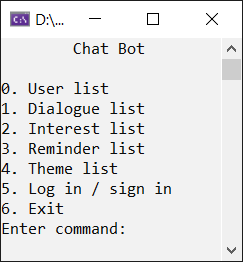 D:\...
Chat Bot
0. User list
1. Dialogue list
2. Interest list
3. Reminder list
4. Theme list
5. Log in / sign in
6. Exit
Enter command: